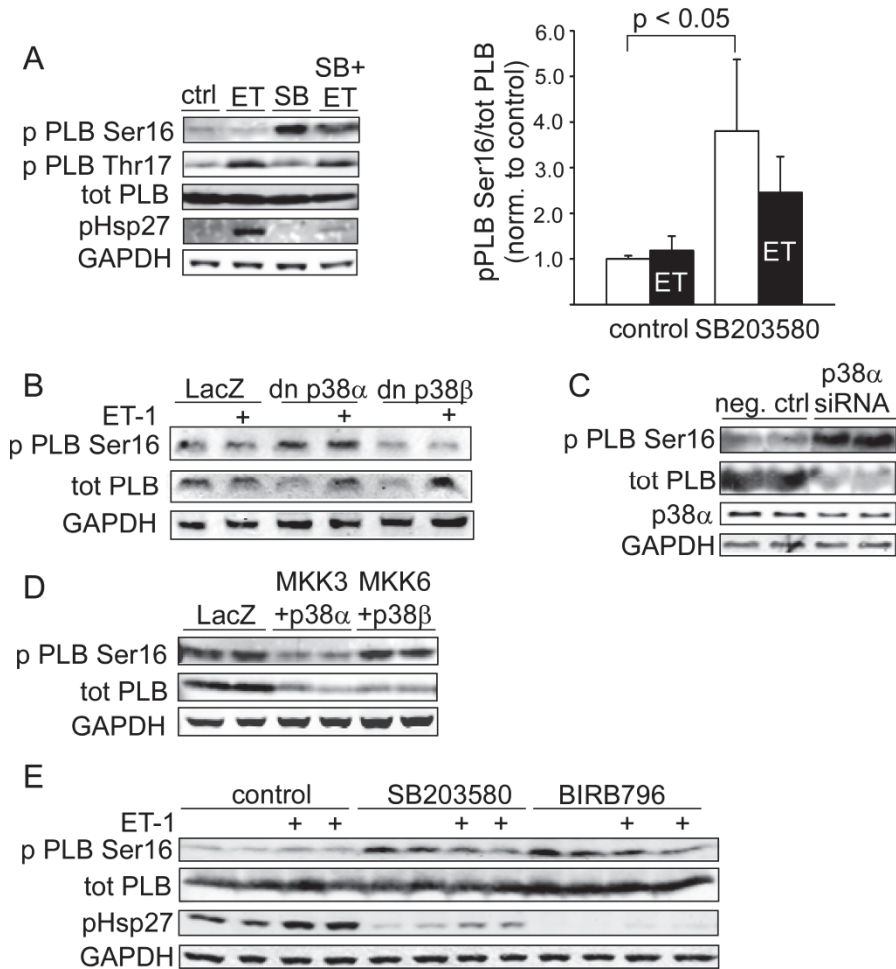 A
ctrl ET SB SB+ ET
p PLB Ser16
p PLB Thr17
tot PLB
pHsp27
GAPDH
p < 0.05
pPLB Ser16/tot PLB
(norm. to control)
6.0
5.0
4.0
3.0
2.0
1.0
ET
ET
control SB203580
B
LacZ dn p38α dn p38β
ET-1 + + +
p PLB Ser16
tot PLB
GAPDH
C
p38α
neg. ctrl siRNA
p PLB Ser16
tot PLB
p38α
GAPDH
D
MKK3 MKK6
LacZ +p38α +p38β
p PLB Ser16
tot PLB
GAPDH
E
control SB203580 BIRB796
ET-1 + + + + + +
p PLB Ser16
tot PLB
pHsp27
GAPDH